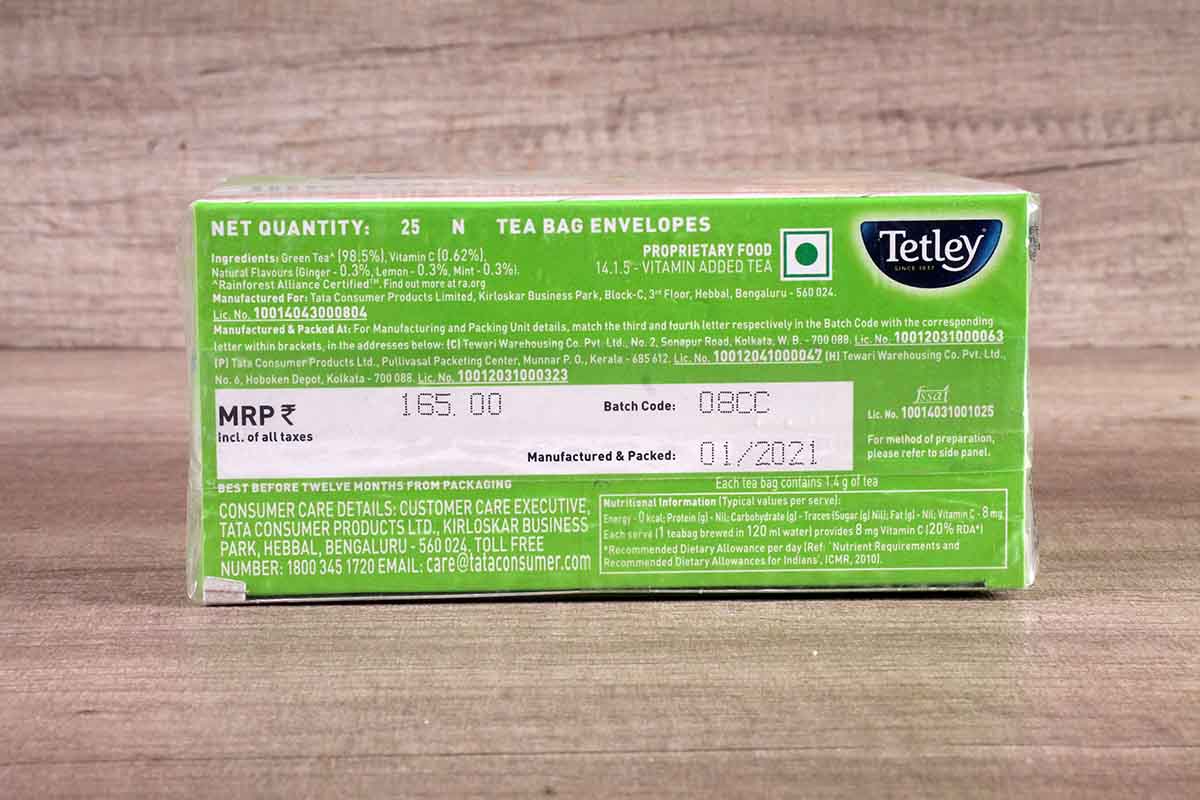 NET QUANTITY: 25 N TEA BAG ENVELOPES
Ingredients: Green Tea^ (98.5%), Vitamin C (0.62%),
Natural Flavours (Ginger - 0.3%, Lemon - 0.3%, Mint - 0.3%).
^Rainforest Alliance Certified™. Find out more at ra.org
PROPRIETARY FOOD
14.1.5 - VITAMIN ADDED TEA
Tetley
SINCE 1837
Manufactured For: Tata Consumer Products Limited, Kirloskar Business Park, Block-C, 3rd Floor, Hebbal, Bengaluru - 560 024.
Lic. No. 10014043000804
Manufactured & Packed At: For Manufacturing and Packing Unit details, match the third and fourth letter respectively in the Batch Code with the corresponding
letter within brackets, in the addresses below: (C) Tewari Warehousing Co. Pvt. Ltd., No. 2, Sonapur Road, Kolkata, W. B. - 700 088. Lic. No. 10012031000063
(P) Tata Consumer Products Ltd., Pullivasal Packeting Center, Munnar P. O., Kerala - 685 612. Lic. No. 10012041000047 (H) Tewari Warehousing Co. Pvt. Ltd.,
No. 6, Hoboken Depot, Kolkata - 700 088. Lic. No. 10012031000323
MRP ₹ 165.00
incl. of all taxes
Batch Code: 08CC
Manufactured & Packed: 01/2021
fssai
Lic. No. 10014031001025
For method of preparation,
please refer to side panel.
BEST BEFORE TWELVE MONTHS FROM PACKAGING
Each tea bag contains 1.4 g of tea
CONSUMER CARE DETAILS: CUSTOMER CARE EXECUTIVE,
TATA CONSUMER PRODUCTS LTD., KIRLOSKAR BUSINESS
PARK, HEBBAL, BENGALURU - 560 024. TOLL FREE
NUMBER: 1800 345 1720 EMAIL: care@tataconsumer.com
Nutritional Information (Typical values per serve):
Energy - 0 kcal; Protein (g) - Nil; Carbohydrate (g) - Traces (Sugar (g) Nil); Fat (g) - Nil; Vitamin C - 8 mg.
Each serve (1 teabag brewed in 120 ml water) provides 8 mg Vitamin C (20% RDA*)
*Recommended Dietary Allowance per day (Ref: 'Nutrient Requirements and
Recommended Dietary Allowances for Indians', ICMR, 2010).